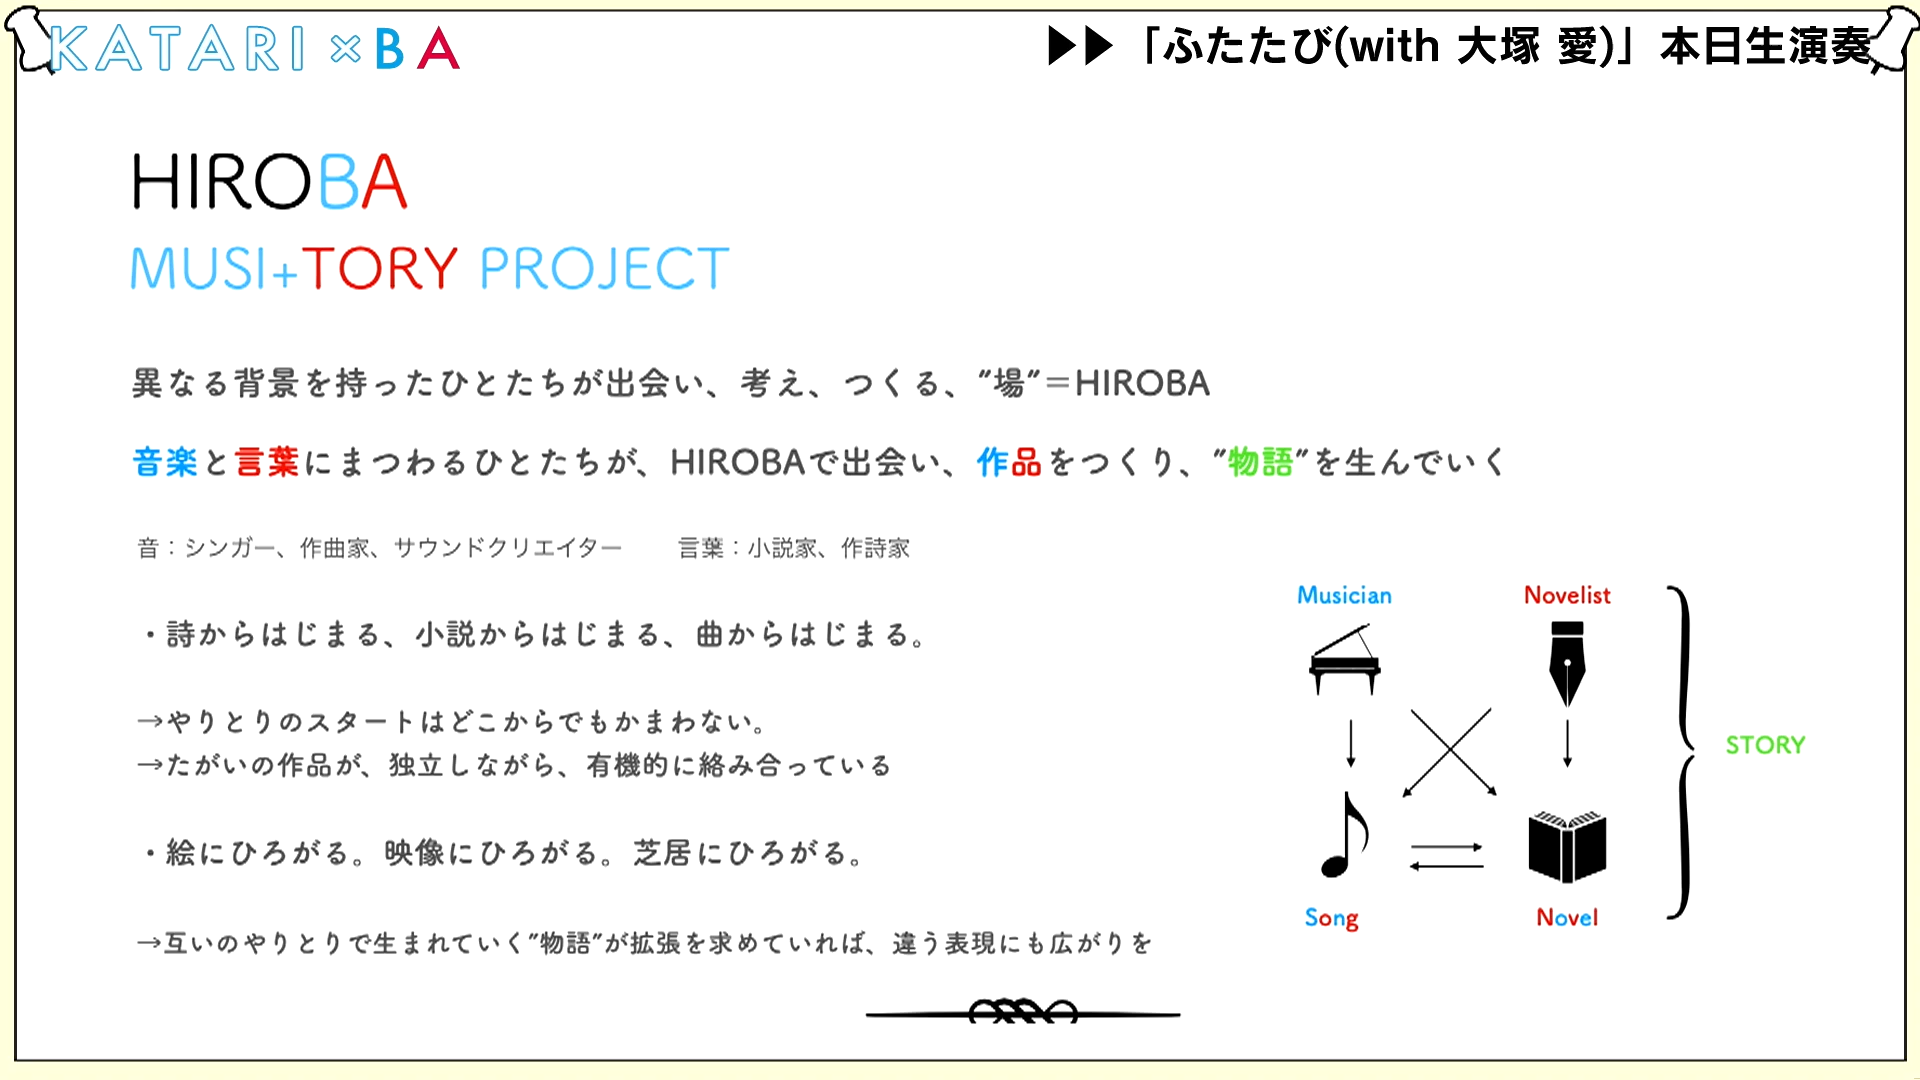 KATARI×BA
▶▶「ふたたび(with 大塚 愛)」本日生演奏
HIROBA
MUSI+TORY PROJECT
異なる背景を持ったひとたちが出会い、考え、つくる、”場”＝HIROBA
音楽と言葉にまつわるひとたちが、HIROBAで出会い、作品をつくり、”物語”を生んでいく
音：シンガー、作曲家、サウンドクリエイター　言葉：小説家、作詩家
・詩からはじまる、小説からはじまる、曲からはじまる。
→やりとりのスタートはどこからでもかまわない。
→たがいの作品が、独立しながら、有機的に絡み合っている
・絵にひろがる。映像にひろがる。芝居にひろがる。
→互いのやりとりで生まれていく”物語”が拡張を求めていれば、違う表現にも広がりを
Musician
Novelist
STORY
Song
Novel